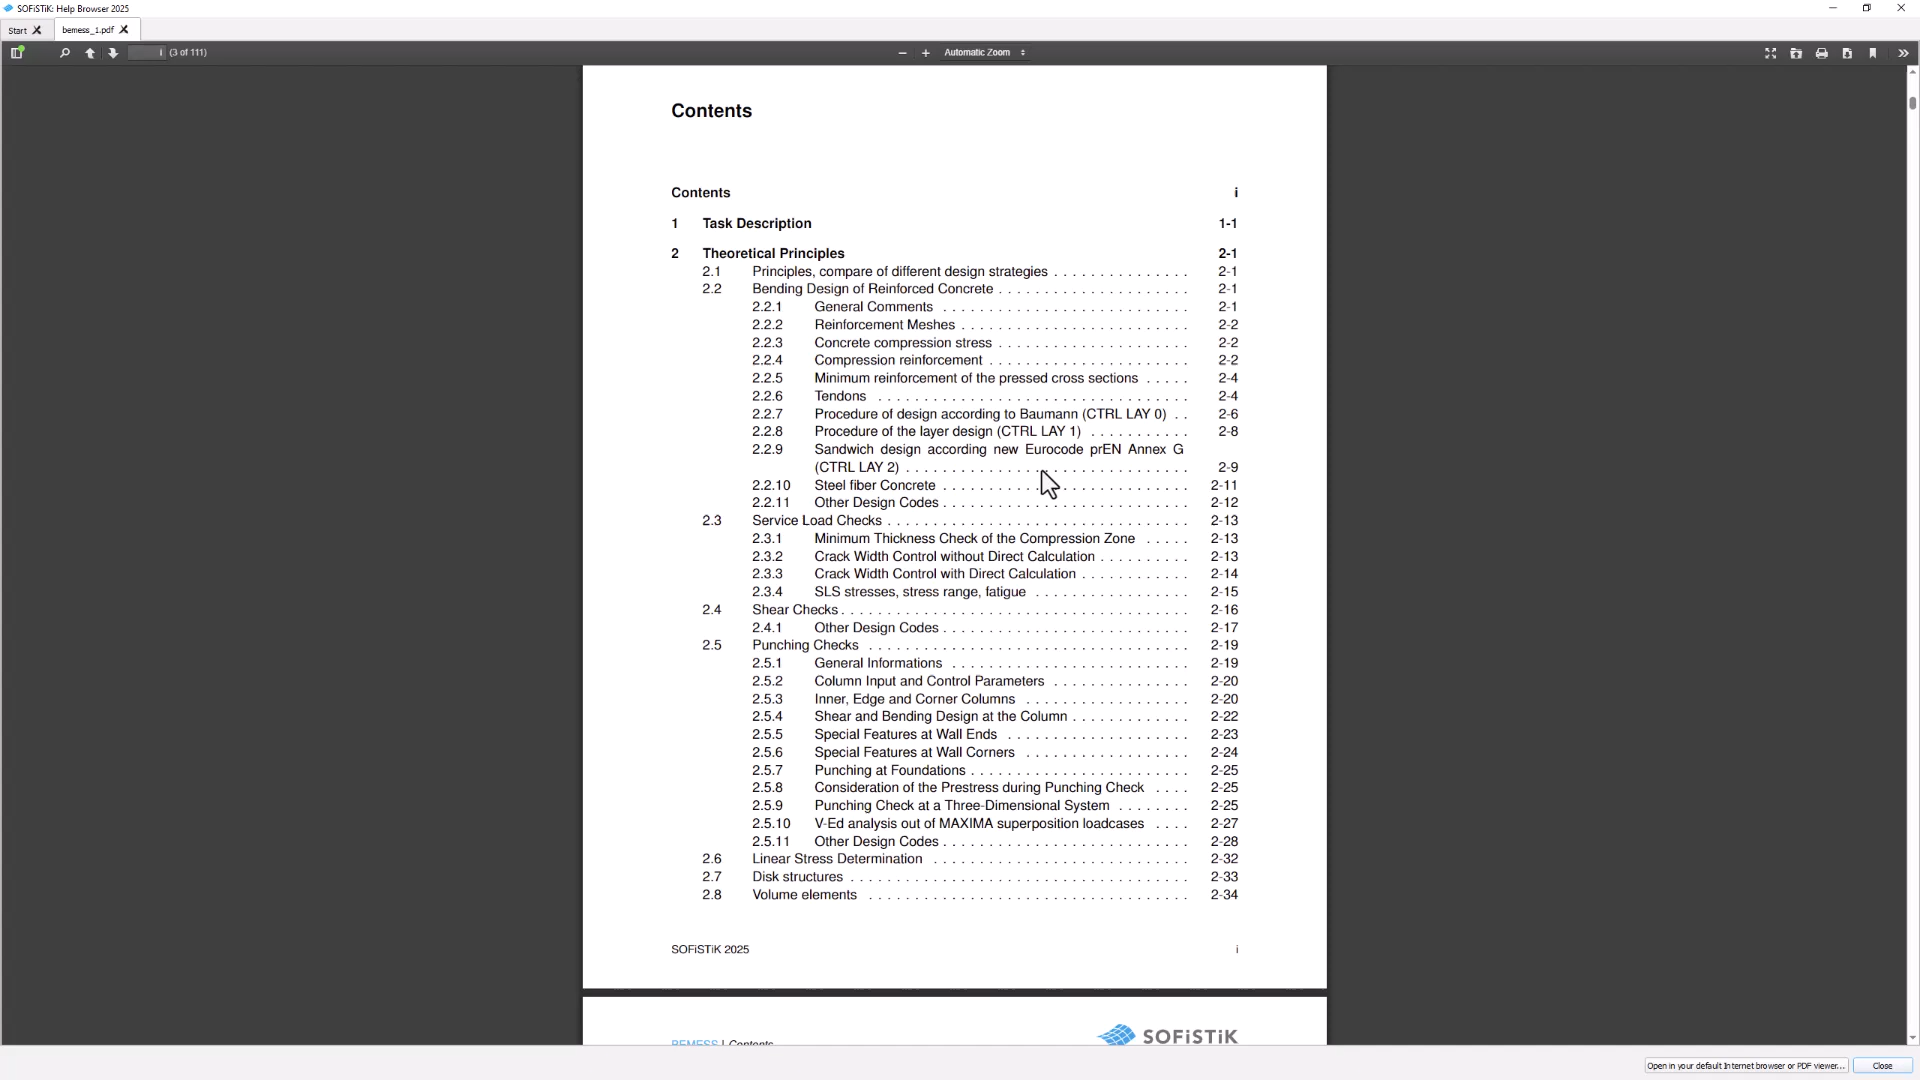 SOFiSTiK: Help Browser 2025
Start bemess_1.pdf
i (3 of 111) Automatic Zoom
Contents
Contents i
1 Task Description 1-1
2 Theoretical Principles 2-1
2.1 Principles, compare of different design strategies . . . . . . . . . . . . . . . 2-1
2.2 Bending Design of Reinforced Concrete . . . . . . . . . . . . . . . . . . . . . 2-1
2.2.1 General Comments . . . . . . . . . . . . . . . . . . . . . . . . . . 2-1
2.2.2 Reinforcement Meshes . . . . . . . . . . . . . . . . . . . . . . . . 2-2
2.2.3 Concrete compression stress . . . . . . . . . . . . . . . . . . . . . 2-2
2.2.4 Compression reinforcement . . . . . . . . . . . . . . . . . . . . . . 2-2
2.2.5 Minimum reinforcement of the pressed cross sections . . . . . 2-4
2.2.6 Tendons . . . . . . . . . . . . . . . . . . . . . . . . . . . . . . . . 2-4
2.2.7 Procedure of design according to Baumann (CTRL LAY 0) . . 2-6
2.2.8 Procedure of the layer design (CTRL LAY 1) . . . . . . . . . . . 2-8
2.2.9 Sandwich design according new Eurocode prEN Annex G
(CTRL LAY 2) . . . . . . . . . . . . . . . . . . . . . . . . . . . . . 2-9
2.2.10 Steel fiber Concrete . . . . . . . . . . . . . . . . . . . . . . . . . . 2-11
2.2.11 Other Design Codes . . . . . . . . . . . . . . . . . . . . . . . . . . 2-12
2.3 Service Load Checks . . . . . . . . . . . . . . . . . . . . . . . . . . . . . . . 2-13
2.3.1 Minimum Thickness Check of the Compression Zone . . . . . 2-13
2.3.2 Crack Width Control without Direct Calculation . . . . . . . . . . 2-13
2.3.3 Crack Width Control with Direct Calculation . . . . . . . . . . . . 2-14
2.3.4 SLS stresses, stress range, fatigue . . . . . . . . . . . . . . . . . 2-15
2.4 Shear Checks . . . . . . . . . . . . . . . . . . . . . . . . . . . . . . . . . . . 2-16
2.4.1 Other Design Codes . . . . . . . . . . . . . . . . . . . . . . . . . . 2-17
2.5 Punching Checks . . . . . . . . . . . . . . . . . . . . . . . . . . . . . . . . . 2-19
2.5.1 General Informations . . . . . . . . . . . . . . . . . . . . . . . . . 2-19
2.5.2 Column Input and Control Parameters . . . . . . . . . . . . . . . 2-20
2.5.3 Inner, Edge and Corner Columns . . . . . . . . . . . . . . . . . . 2-20
2.5.4 Shear and Bending Design at the Column . . . . . . . . . . . . . 2-22
2.5.5 Special Features at Wall Ends . . . . . . . . . . . . . . . . . . . . 2-23
2.5.6 Special Features at Wall Corners . . . . . . . . . . . . . . . . . . 2-24
2.5.7 Punching at Foundations . . . . . . . . . . . . . . . . . . . . . . . 2-25
2.5.8 Consideration of the Prestress during Punching Check . . . . 2-25
2.5.9 Punching Check at a Three-Dimensional System . . . . . . . . 2-25
2.5.10 V-Ed analysis out of MAXIMA superposition loadcases . . . . 2-27
2.5.11 Other Design Codes . . . . . . . . . . . . . . . . . . . . . . . . . . 2-28
2.6 Linear Stress Determination . . . . . . . . . . . . . . . . . . . . . . . . . . . 2-32
2.7 Disk structures . . . . . . . . . . . . . . . . . . . . . . . . . . . . . . . . . . 2-33
2.8 Volume elements . . . . . . . . . . . . . . . . . . . . . . . . . . . . . . . . . 2-34
SOFiSTiK 2025 i
BEMESS | Contents SOFiSTiK
Open in your default Internet browser or PDF viewer... Close